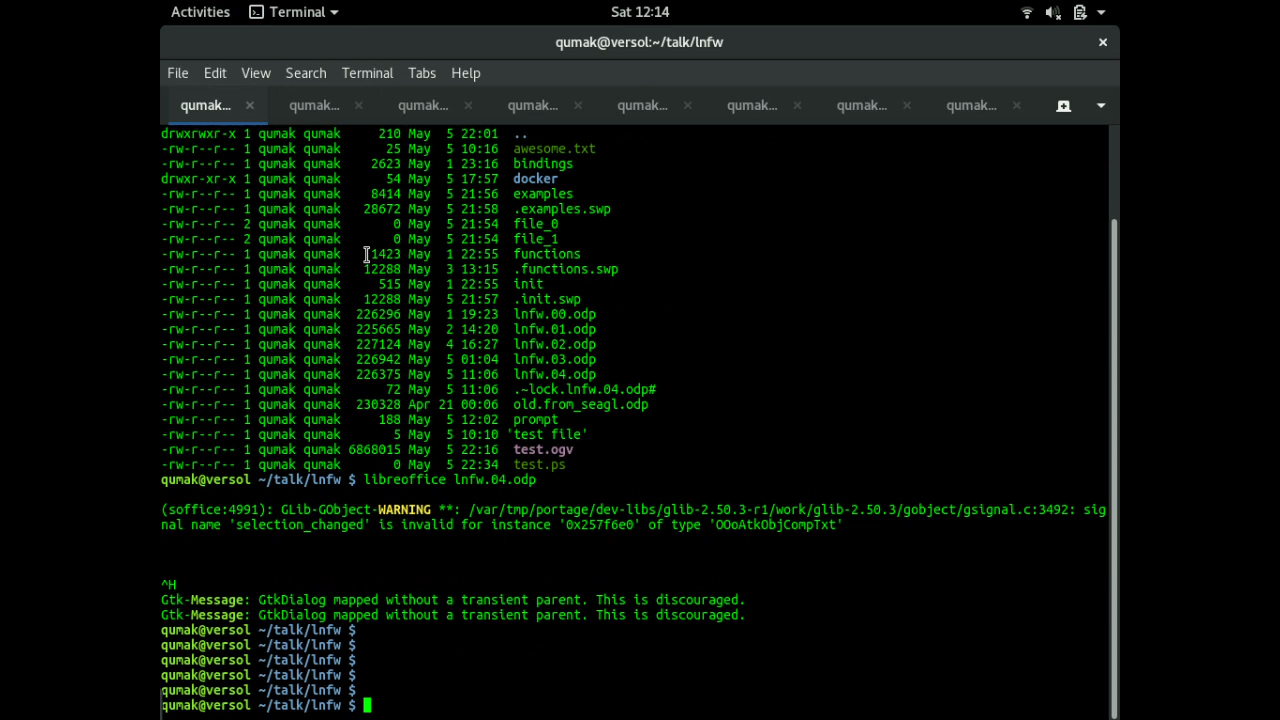 Activities Terminal Sat 12:14
qumak@versol:~/talk/lnfw
File Edit View Search Terminal Tabs Help
qumak... qumak... qumak... qumak... qumak... qumak... qumak... qumak...
drwxrwxr-x 1 qumak qumak 210 May 5 22:01 ..
-rw-r--r-- 1 qumak qumak 25 May 5 10:16 awesome.txt
-rw-r--r-- 1 qumak qumak 2623 May 1 23:16 bindings
drwxr-xr-x 1 qumak qumak 54 May 5 17:57 docker
-rw-r--r-- 1 qumak qumak 8414 May 5 21:56 examples
-rw-r--r-- 1 qumak qumak 28672 May 5 21:58 .examples.swp
-rw-r--r-- 2 qumak qumak 0 May 5 21:54 file_0
-rw-r--r-- 2 qumak qumak 0 May 5 21:54 file_1
-rw-r--r-- 1 qumak qumak 1423 May 1 22:55 functions
-rw-r--r-- 1 qumak qumak 12288 May 3 13:15 .functions.swp
-rw-r--r-- 1 qumak qumak 515 May 1 22:55 init
-rw-r--r-- 1 qumak qumak 12288 May 5 21:57 .init.swp
-rw-r--r-- 1 qumak qumak 226296 May 1 19:23 lnfw.00.odp
-rw-r--r-- 1 qumak qumak 225665 May 2 14:20 lnfw.01.odp
-rw-r--r-- 1 qumak qumak 227124 May 4 16:27 lnfw.02.odp
-rw-r--r-- 1 qumak qumak 226942 May 5 01:04 lnfw.03.odp
-rw-r--r-- 1 qumak qumak 226375 May 5 11:06 lnfw.04.odp
-rw-r--r-- 1 qumak qumak 72 May 5 11:06 .~lock.lnfw.04.odp#
-rw-r--r-- 1 qumak qumak 230328 Apr 21 00:06 old.from_seagl.odp
-rw-r--r-- 1 qumak qumak 188 May 5 12:02 prompt
-rw-r--r-- 1 qumak qumak 5 May 5 10:10 'test file'
-rw-r--r-- 1 qumak qumak 6868015 May 5 22:16 test.ogv
-rw-r--r-- 1 qumak qumak 0 May 5 22:34 test.ps
qumak@versol ~/talk/lnfw $ libreoffice lnfw.04.odp
(soffice:4991): GLib-GObject-WARNING **: /var/tmp/portage/dev-libs/glib-2.50.3-r1/work/glib-2.50.3/gobject/gsignal.c:3492: sig
nal name 'selection_changed' is invalid for instance '0x257f6e0' of type 'OOoAtkObjCompTxt'
^H
Gtk-Message: GtkDialog mapped without a transient parent. This is discouraged.
Gtk-Message: GtkDialog mapped without a transient parent. This is discouraged.
qumak@versol ~/talk/lnfw $
qumak@versol ~/talk/lnfw $
qumak@versol ~/talk/lnfw $
qumak@versol ~/talk/lnfw $
qumak@versol ~/talk/lnfw $
qumak@versol ~/talk/lnfw $